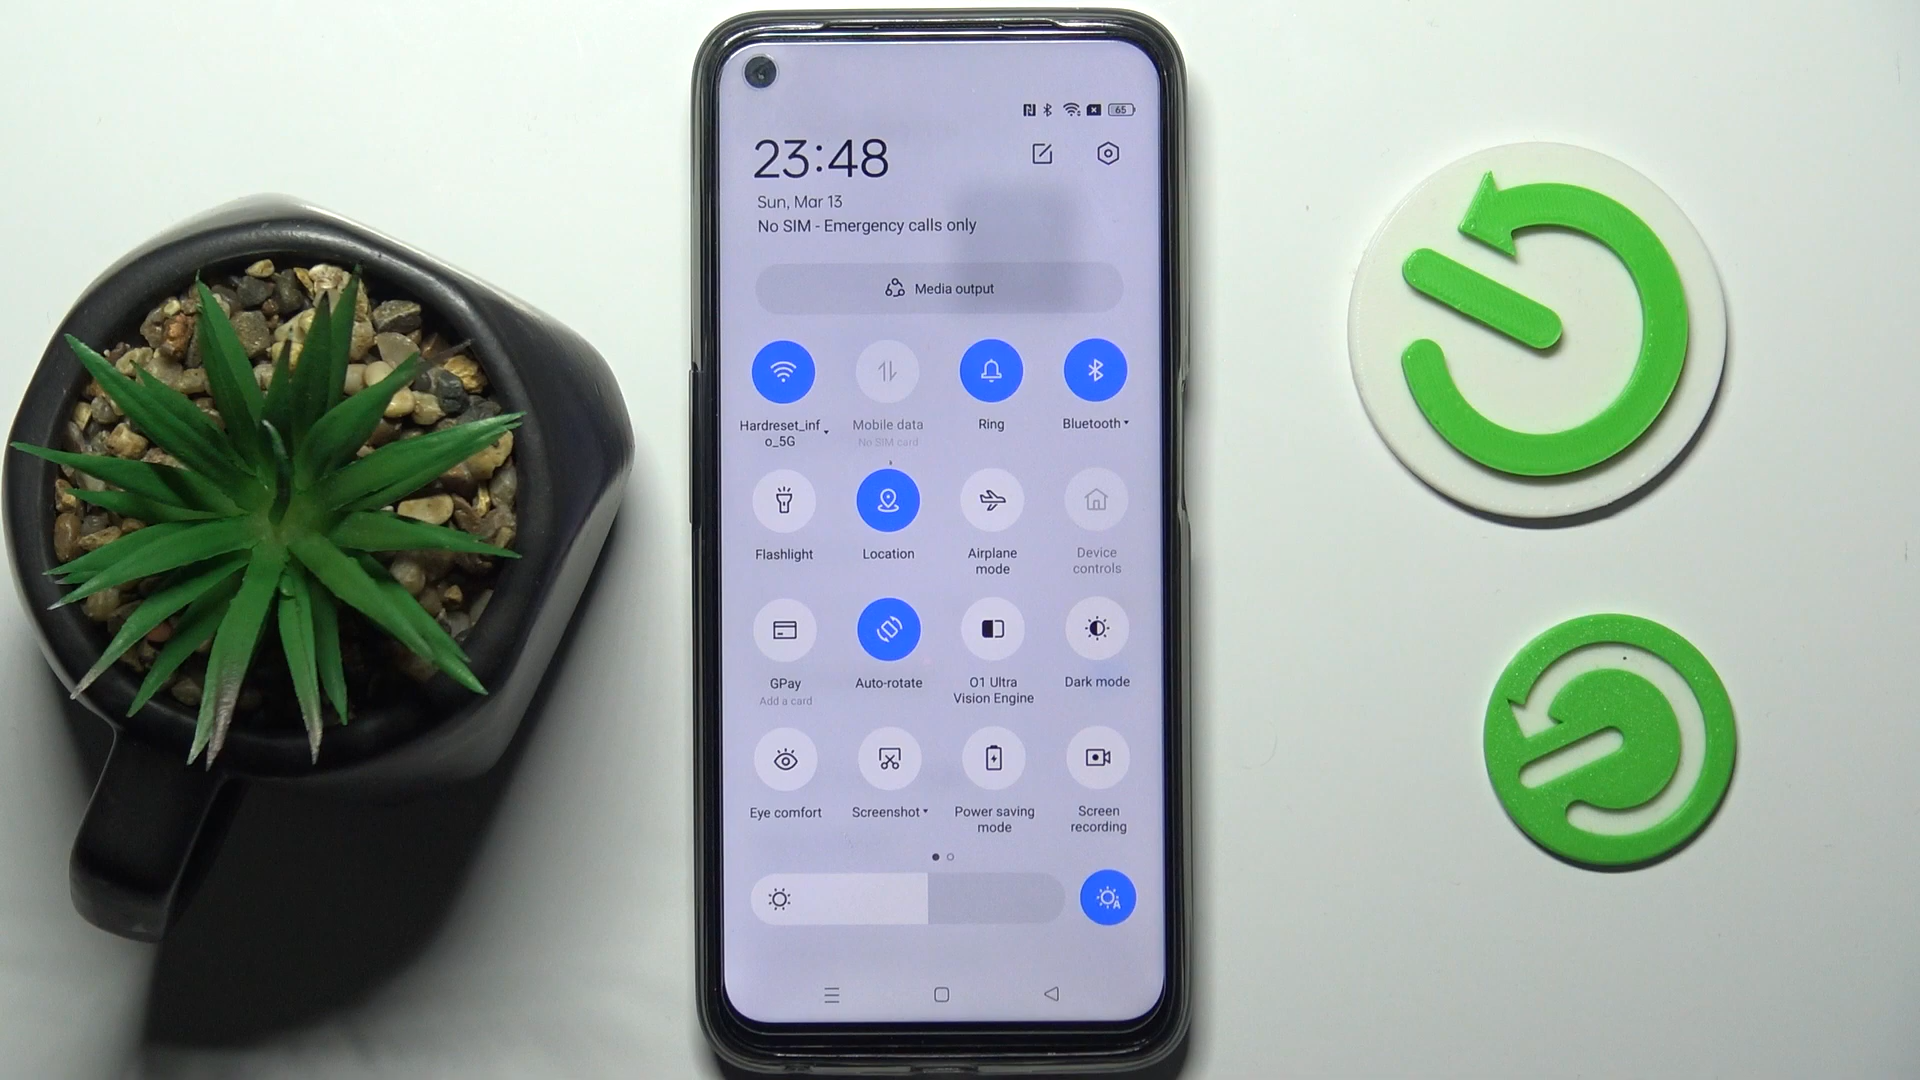 65
23:48
Sun, Mar 13
No SIM - Emergency calls only
Media output
Hardreset_inf
o_5G
Mobile data
No SIM card
Ring
Bluetooth
Flashlight
Location
Airplane
mode
Device
controls
GPay
Add a card
Auto-rotate
O1 Ultra
Vision Engine
Dark mode
Eye comfort
Screenshot
Power saving
mode
Screen
recording